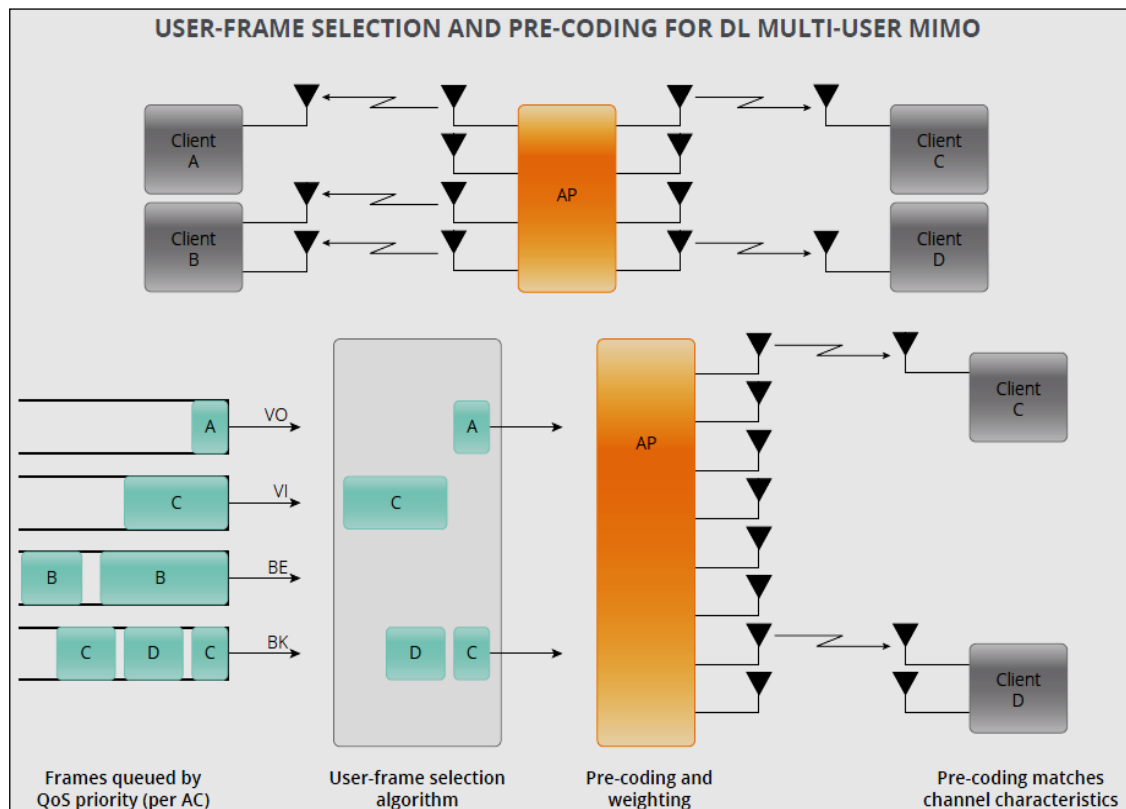 USER-FRAME SELECTION AND PRE-CODING FOR DL MULTI-USER MIMO
Client
A
AP
Client
C
Client
B
Client
D
A
VO
A
AP
Client
C
C
VI
C
B
B
BE
C
D
C
BK
D
C
Client
D
Frames queued by
QoS priority (per AC)
User-frame selection
algorithm
Pre-coding and
weighting
Pre-coding matches
channel characteristics